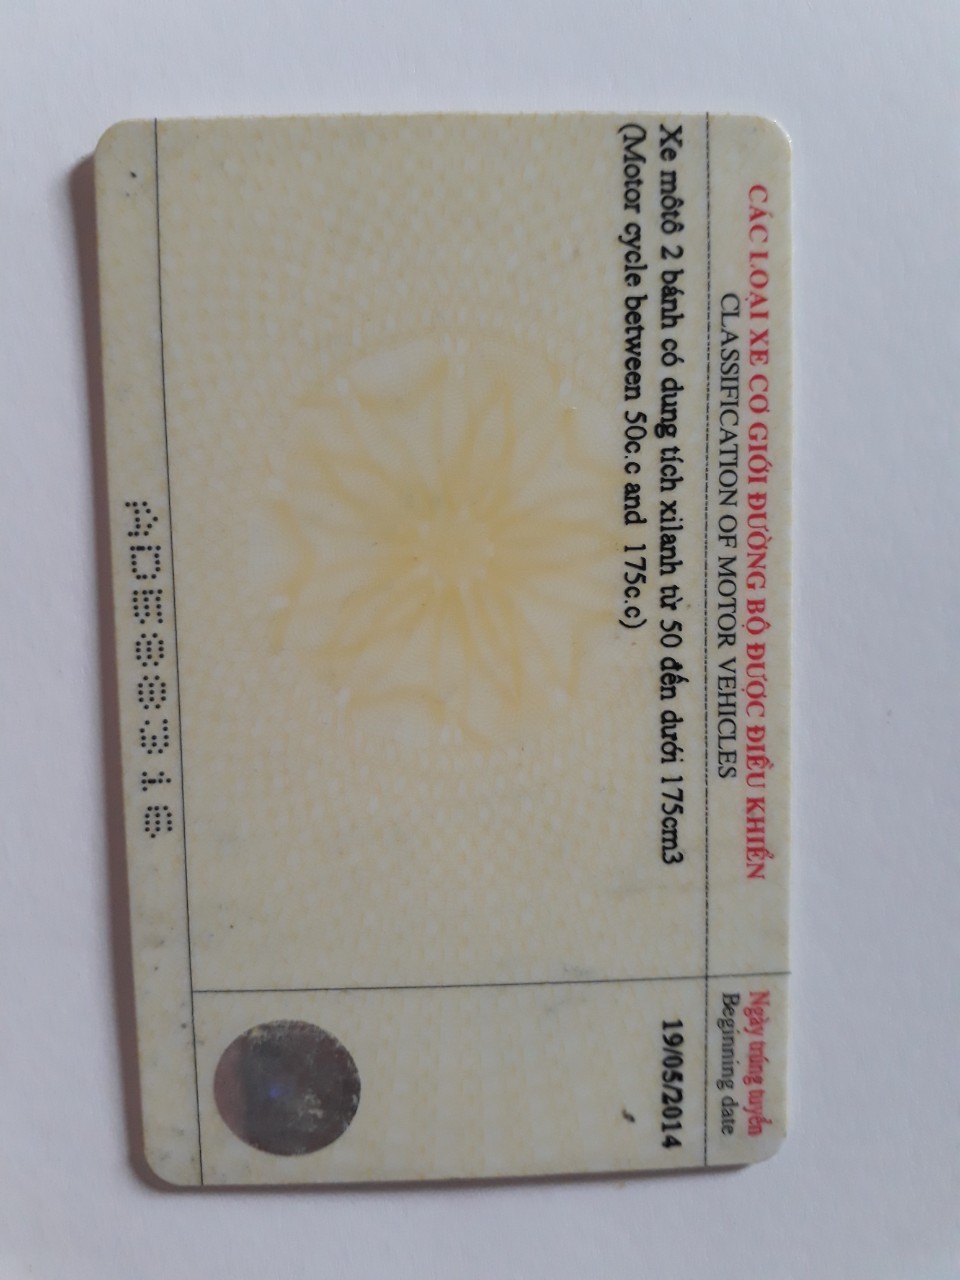 CÁC LOẠI XE CƠ GIỚI ĐƯỜNG BỘ ĐƯỢC ĐIỀU KHIỂN
CLASSIFICATION OF MOTOR VEHICLES
Ngày trúng tuyển
Beginning date
Xe môtô 2 bánh có dung tích xilanh từ 50 đến dưới 175cm3
(Motor cycle between 50c.c and 175c.c)
19/05/2014